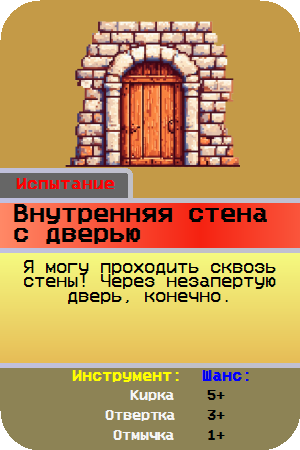 Испытание
Внутренняя стена
с дверью
Я могу проходить сквозь
стены! Через незапертую
дверь, конечно.
Инструмент: Шанс:
Кирка 5+
Отвертка 3+
Отмычка 1+